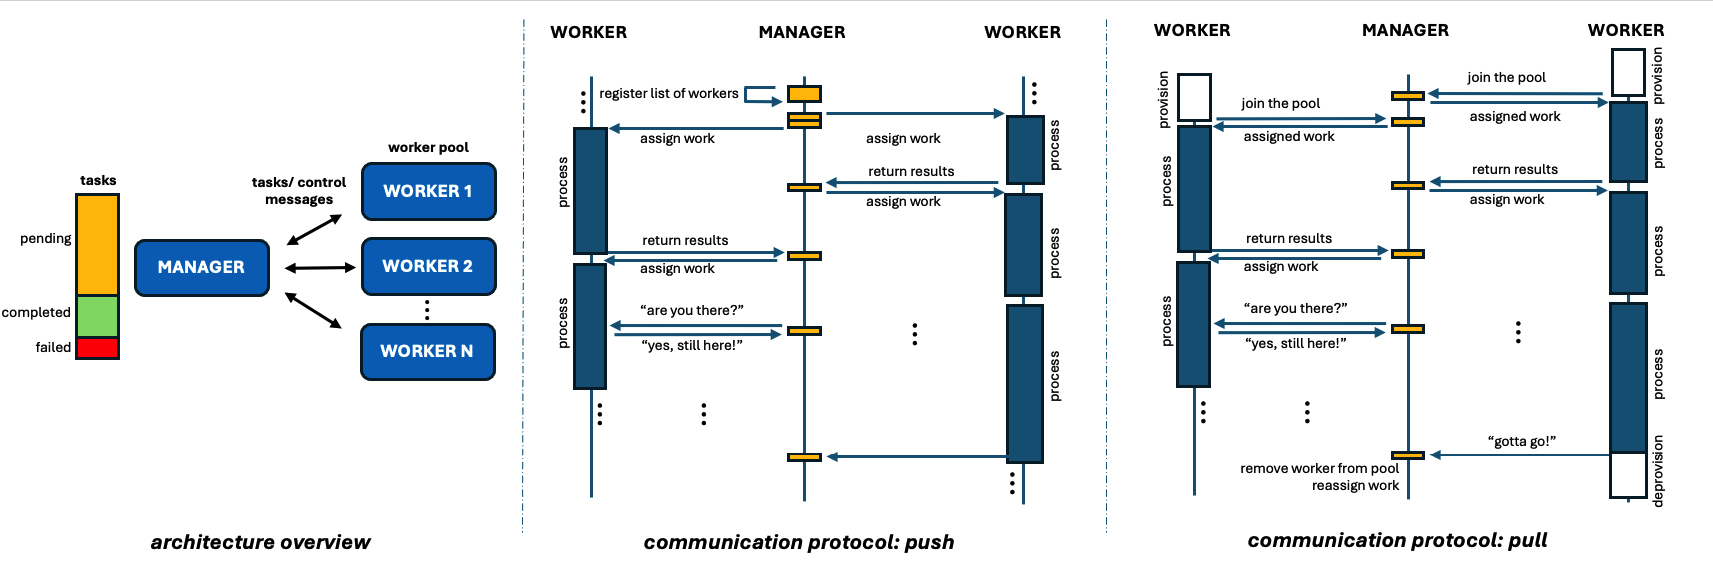 worker pool
tasks
tasks/ control
messages
WORKER 1
pending
MANAGER
WORKER 2
completed
failed
WORKER N
architecture overview
WORKER
MANAGER
WORKER
register list of workers
assign work
assign work
process
process
return results
assign work
return results
assign work
process
process
"are you there?"
"yes, still here!"
process
communication protocol: push
WORKER
MANAGER
WORKER
provision
provision
join the pool
join the pool
assigned work
assigned work
process
process
return results
assign work
return results
assign work
process
process
"are you there?"
"yes, still here!"
process
"gotta go!"
remove worker from pool
reassign work
deprovision
communication protocol: pull